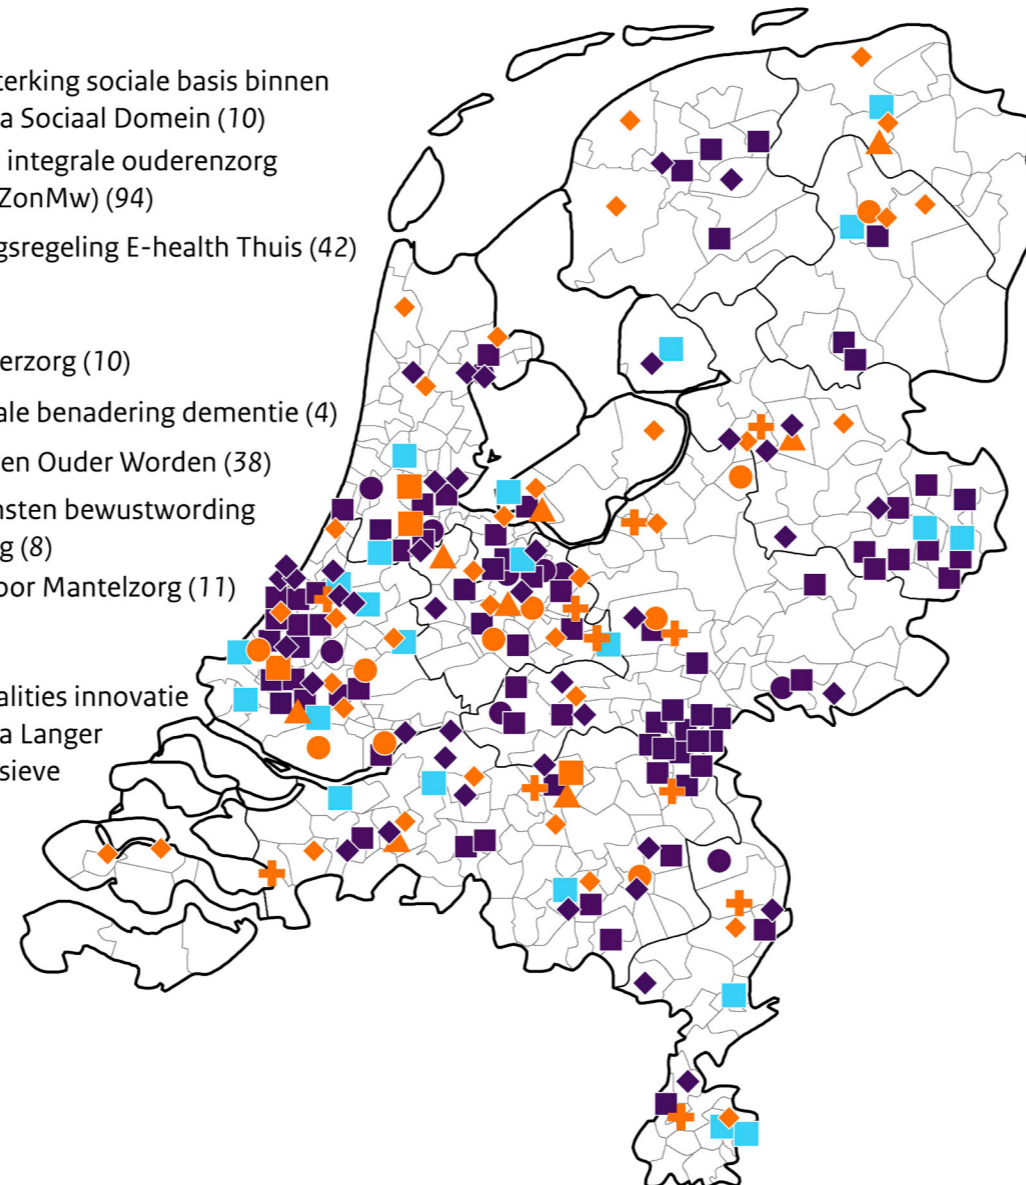 terking sociale basis binnen
a Sociaal Domein (10)
integrale ouderenzorg
ZonMw) (94)
gsregeling E-health Thuis (42)
erzorg (10)
ale benadering dementie (4)
en Ouder Worden (38)
nsten bewustwording
g (8)
oor Mantelzorg (11)
alities innovatie
a Langer
sieve